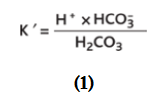 K′ = H⁺ × HCO₃⁻ / H₂CO₃
(1)